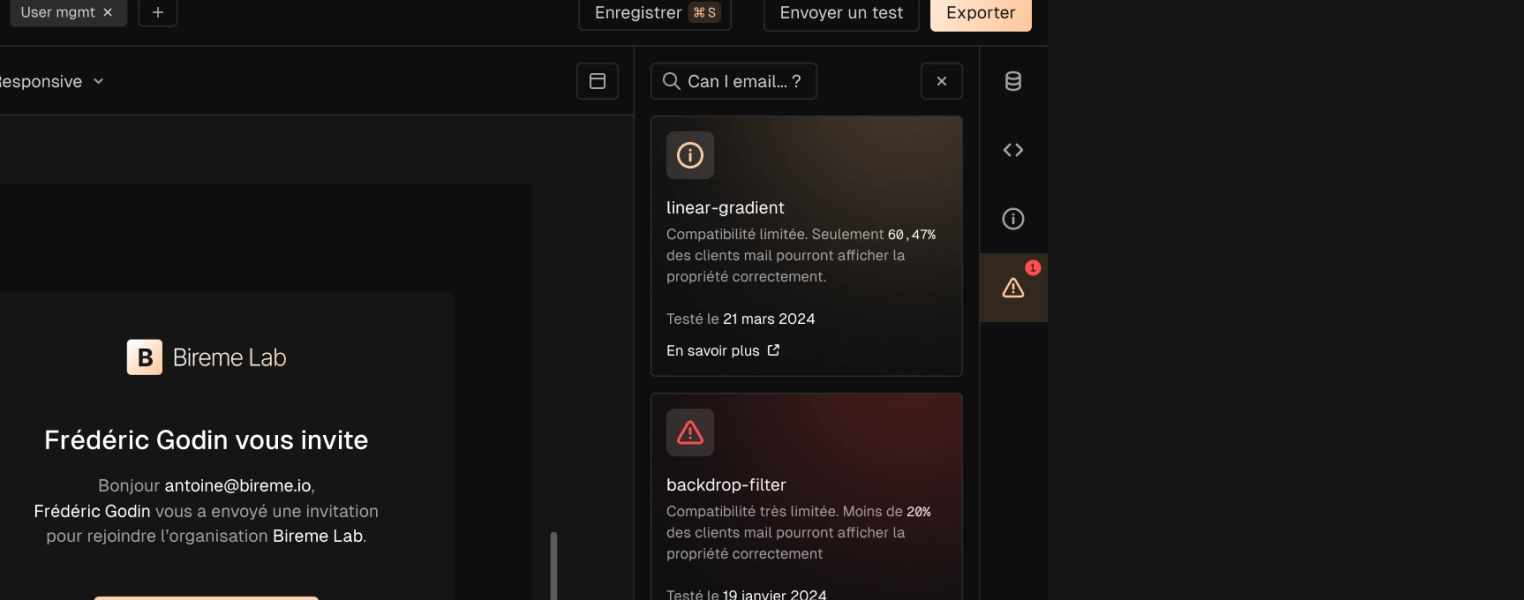 User mgmt ×
+
Enregistrer ⌘ S
Envoyer un test
Exporter
Responsive
Can I email... ?
×
linear-gradient
Compatibilité limitée. Seulement 60,47%
des clients mail pourront afficher la
propriété correctement.
Testé le 21 mars 2024
En savoir plus
1
B Bireme Lab
Frédéric Godin vous invite
Bonjour antoine@bireme.io,
Frédéric Godin vous a envoyé une invitation
pour rejoindre l’organisation Bireme Lab.
backdrop-filter
Compatibilité très limitée. Moins de 20%
des clients mail pourront afficher la
propriété correctement
Testé le 19 janvier 2024